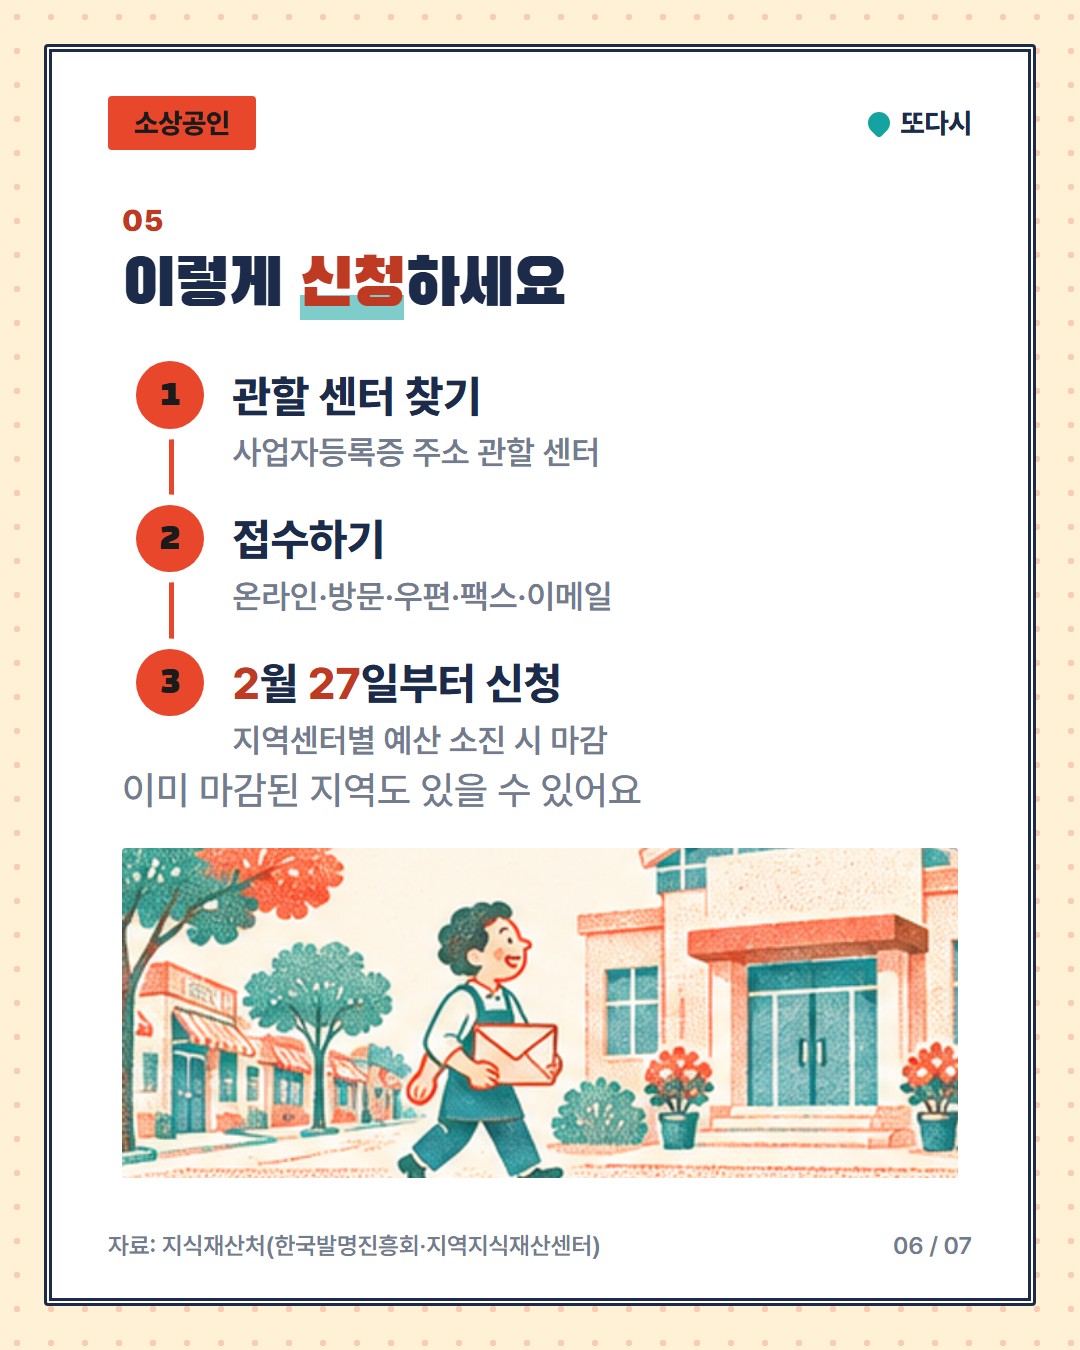 소상공인
또다시
05
이렇게 신청하세요
1
관할 센터 찾기
사업자등록증 주소 관할 센터
2
접수하기
온라인·방문·우편·팩스·이메일
3
2월 27일부터 신청
지역센터별 예산 소진 시 마감
이미 마감된 지역도 있을 수 있어요
자료: 지식재산처(한국발명진흥회·지역지식재산센터)
06 / 07